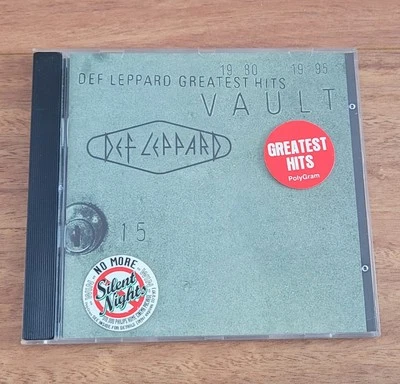 19 80 19 95
DEF LEPPARD GREATEST HITS
VAULT
DEF LEPPARD
GREATEST
HITS
PolyGram
15
NO MORE
Silent
Nights